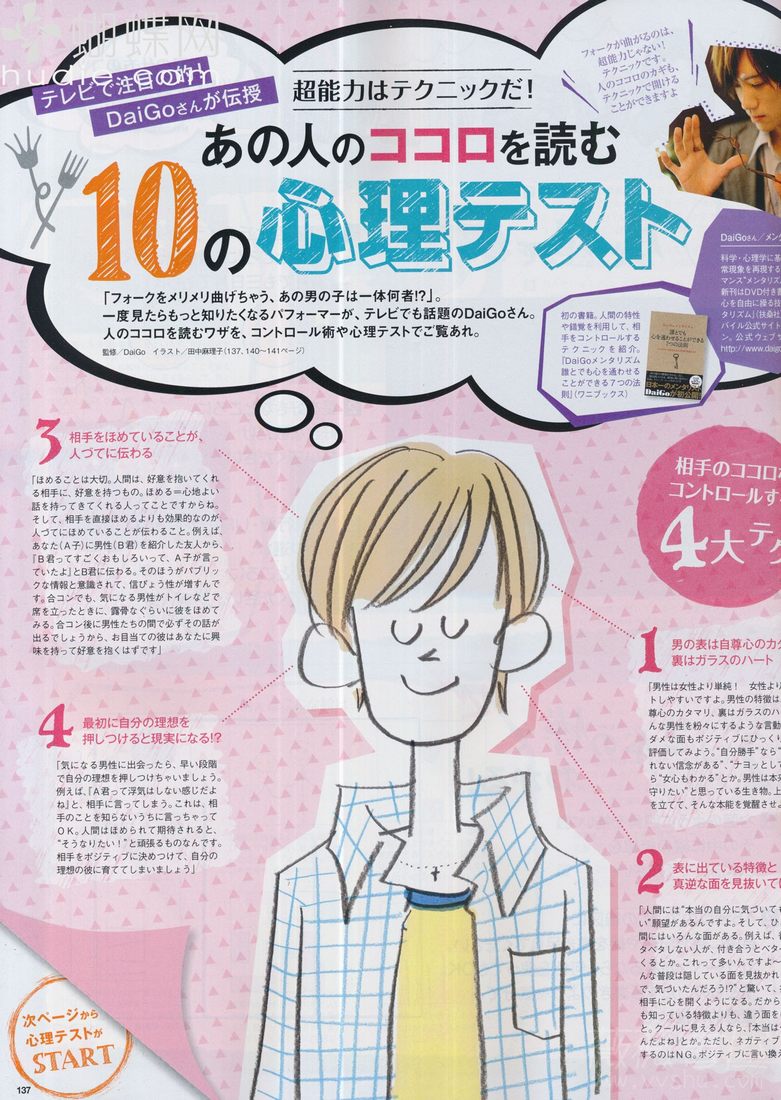 蝴蝶网
hudie.com
テレビで注目の的!
DaiGoさんが伝授
超能力はテクニックだ!
あの人のココロを読む
10の心理テスト
フォークが曲がるのは、
超能力じゃない!
テクニックです。
人のココロのカギも、
テクニックで開ける
ことができますよ
「フォークをメリメリ曲げちゃう、あの男の子は一体何者!?」。
一度見たらもっと知りたくなるパフォーマーが、テレビでも話題のDaiGoさん。
人のココロを読むワザを、コントロール術や心理テストでご覧あれ。
監修/DaiGo イラスト/田中麻理子(137、140〜141ページ)
DaiGoさん/メンタ
科学・心理学に基
常現象を再現する
マンス"メンタリズム
新刊はDVD付き書
心を自由に操る技
タリズム』(扶桑社
バイル公式サイト
ン。公式ウェブサ
http://www.daig
初の書籍。人間の特性
や錯覚を利用して、相
手をコントロールする
テクニックを紹介。
『DaiGoメンタリズム
誰とでも心を通わせるこ
とができる7つの法
則』(ワニブックス)
誰とでも
心を通わせることができる
7つの法則
日本一のメンタリスト
DaiGoが初公開!
相手のココロを
コントロールす
4大テク
3 相手をほめていることが、
人づてに伝わる
「ほめることは大切。人間は、好意を抱いてくれ
る相手に、好意を持つもの。ほめる=心地よい
話を持ってきてくれる人ってことですからね。
そして、相手を直接ほめるよりも効果的なのが、
人づてにほめていることが伝わること。例えば、
あなた(A子)に男性(B君)を紹介した友人から、
『B君ってすごくおもしろいって、A子が言っ
ていたよ』とB君に伝わる。そのほうがパブリック
な情報と意識されて、信ぴょう性が増すんで
す。合コンでも、気になる男性がトイレなどで
席を立ったときに、露骨なぐらいに彼をほめて
みる。合コン後に男性たちの間で必ずその話が
出るでしょうから、お目当ての彼はあなたに興
味を持って好意を抱くはずです」
4 最初に自分の理想を
押しつけると現実になる!?
「気になる男性に出会ったら、早い段階
で自分の理想を押しつけちゃいましょう。
例えば、『A君って浮気はしない感じだよ
ね』と、相手に言ってしまう。これは、相
手のことを知らないうちに言っちゃって
OK。人間はほめられて期待されると、
"そうなりたい!"と頑張るものなんです。
相手をポジティブに決めつけて、自分の
理想の彼に育ててしまいましょう」
1 男の表は自尊心のカタ
裏はガラスのハート
「男性は女性より単純! 女性より
トしやすいですよ。男性の特徴は
尊心のカタマリ、裏はガラスのハー
んな男性を粉々にするような言動
ダメな面もポジティブにひっくり
評価してみよう。"自分勝手"なら"
れない信念がある"、"ナヨッとして
ら"女心もわかる"とか。男性は本
守りたい"と思っている生き物。上
を立てて、そんな本能を覚醒させ
2 表に出ている特徴と
真逆な面を見抜いて
「人間には"本当の自分に気づいても
い"願望があるんですよ。そして、ひ
間にはいろんな面がある。例えば、
タベタしない人が、付き合うとベタ
くるとか。これって多いんですよ〜
んな普段は隠している面を見抜かれ
で、気づいたんだろう!?"と驚いて、
相手に心を開くようになる。だから
も知っている特徴よりも、違う面を
と。クールに見える人なら、『本当は
んだよね』とか。ただし、ネガティブ
するのはNG。ポジティブに言い換え
次ページから
心理テストが
START
137